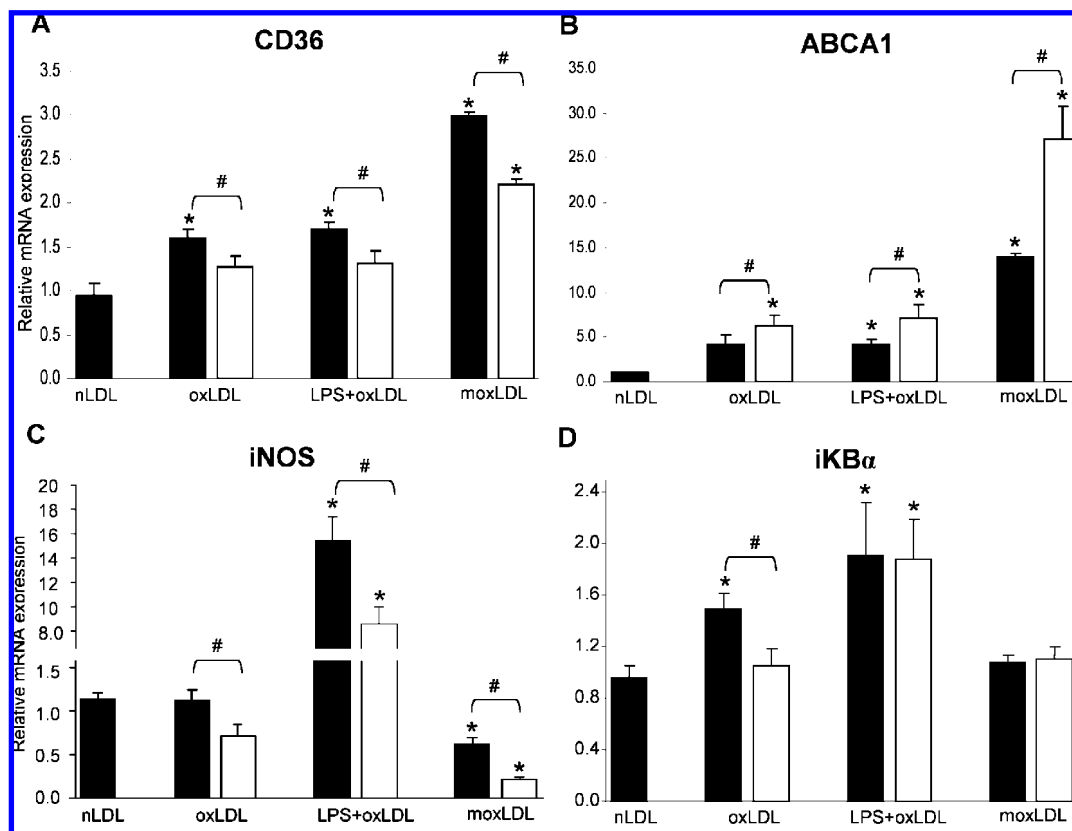 A
CD36
Relative mRNA expression
3.5
3.0
2.5
2.0
1.5
1.0
0.5
0.0
#
*
#
*
#
*
*
nLDL
oxLDL
LPS+oxLDL
moxLDL
B
ABCA1
35.0
30.0
25.0
20.0
15.0
10.0
5.0
0.0
#
*
#
*
*
#
*
*
nLDL
oxLDL
LPS+oxLDL
moxLDL
C
iNOS
Relative mRNA expression
20
18
16
14
12
10
8.0
1.5
1.0
0.5
0.0
#
#
*
*
#
*
*
nLDL
oxLDL
LPS+oxLDL
moxLDL
D
iKBα
2.4
2.0
1.6
1.2
0.8
0.4
0.0
#
*
*
*
nLDL
oxLDL
LPS+oxLDL
moxLDL